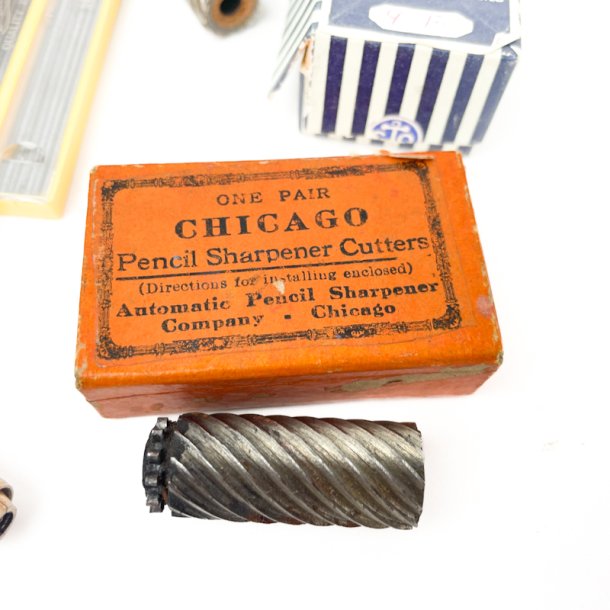 ONE PAIR
CHICAGO
Pencil Sharpener Cutters
(Directions for installing enclosed)
Automatic Pencil Sharpener
Company • Chicago